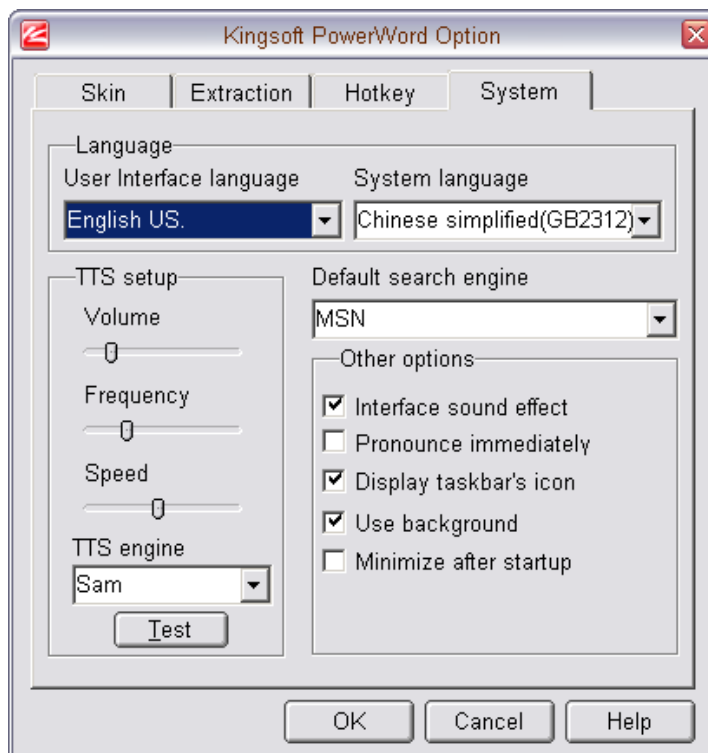 Kingsoft PowerWord Option
Skin
Extraction
Hotkey
System
Language
User Interface language
System language
English US.
Chinese simplified(GB2312)
TTS setup
Volume
Frequency
Speed
TTS engine
Sam
Test
Default search engine
MSN
Other options
Interface sound effect
Pronounce immediately
Display taskbar's icon
Use background
Minimize after startup
OK
Cancel
Help